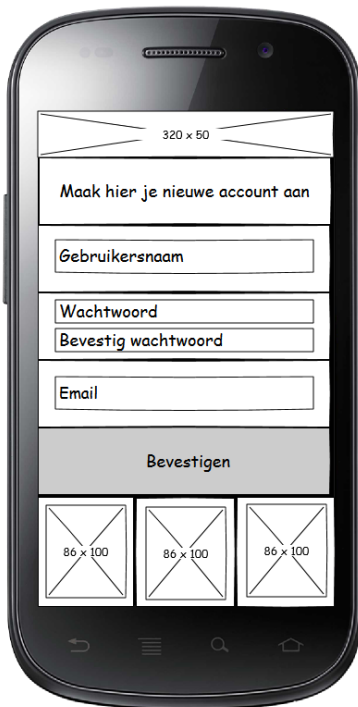 320 x 50
Maak hier je nieuwe account aan
Gebruikersnaam
Wachtwoord
Bevestig wachtwoord
Email
Bevestigen
86 x 100
86 x 100
86 x 100